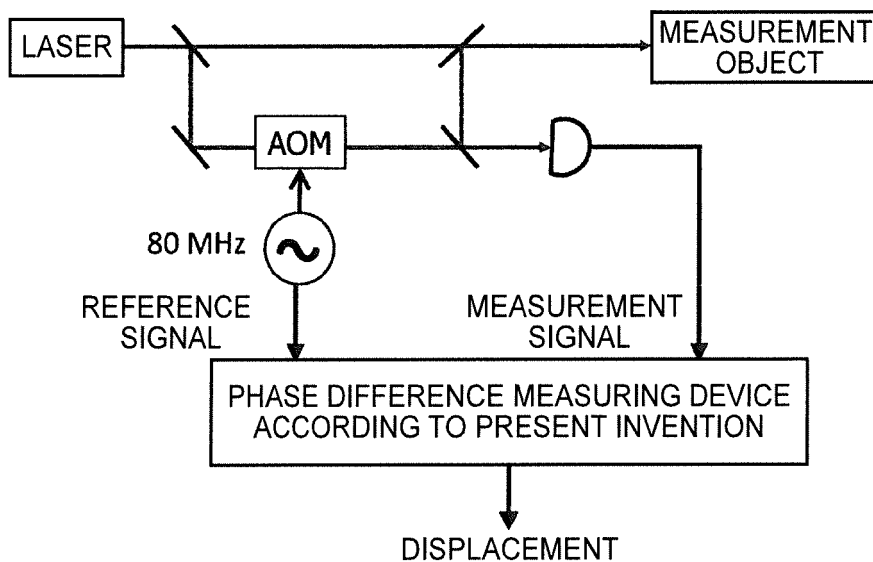 LASER
MEASUREMENT
OBJECT
AOM
80 MHz
REFERENCE
SIGNAL
MEASUREMENT
SIGNAL
PHASE DIFFERENCE MEASURING DEVICE
ACCORDING TO PRESENT INVENTION
DISPLACEMENT